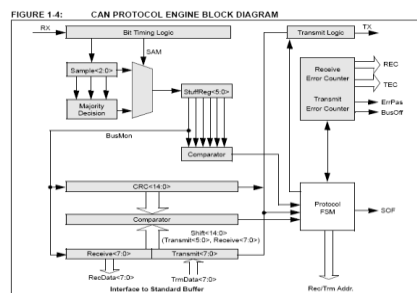 FIGURE 1-4: CAN PROTOCOL ENGINE BLOCK DIAGRAM
RX
Bit Timing Logic
Transmit Logic
TX
SAM
Sample<2:0>
Majority
Decision
StuffReg<5:0>
BusMon
Comparator
CRC<14:0>
Comparator
Shift<14:0>
(Transmit<5:0>, Receive<7:0>)
Receive<7:0>
Transmit<7:0>
RecData<7:0>
TrmData<7:0>
Interface to Standard Buffer
Receive
Error Counter
Transmit
Error Counter
REC
TEC
ErrPas
BusOff
Protocol
FSM
SOF
Rec/Trm Addr.